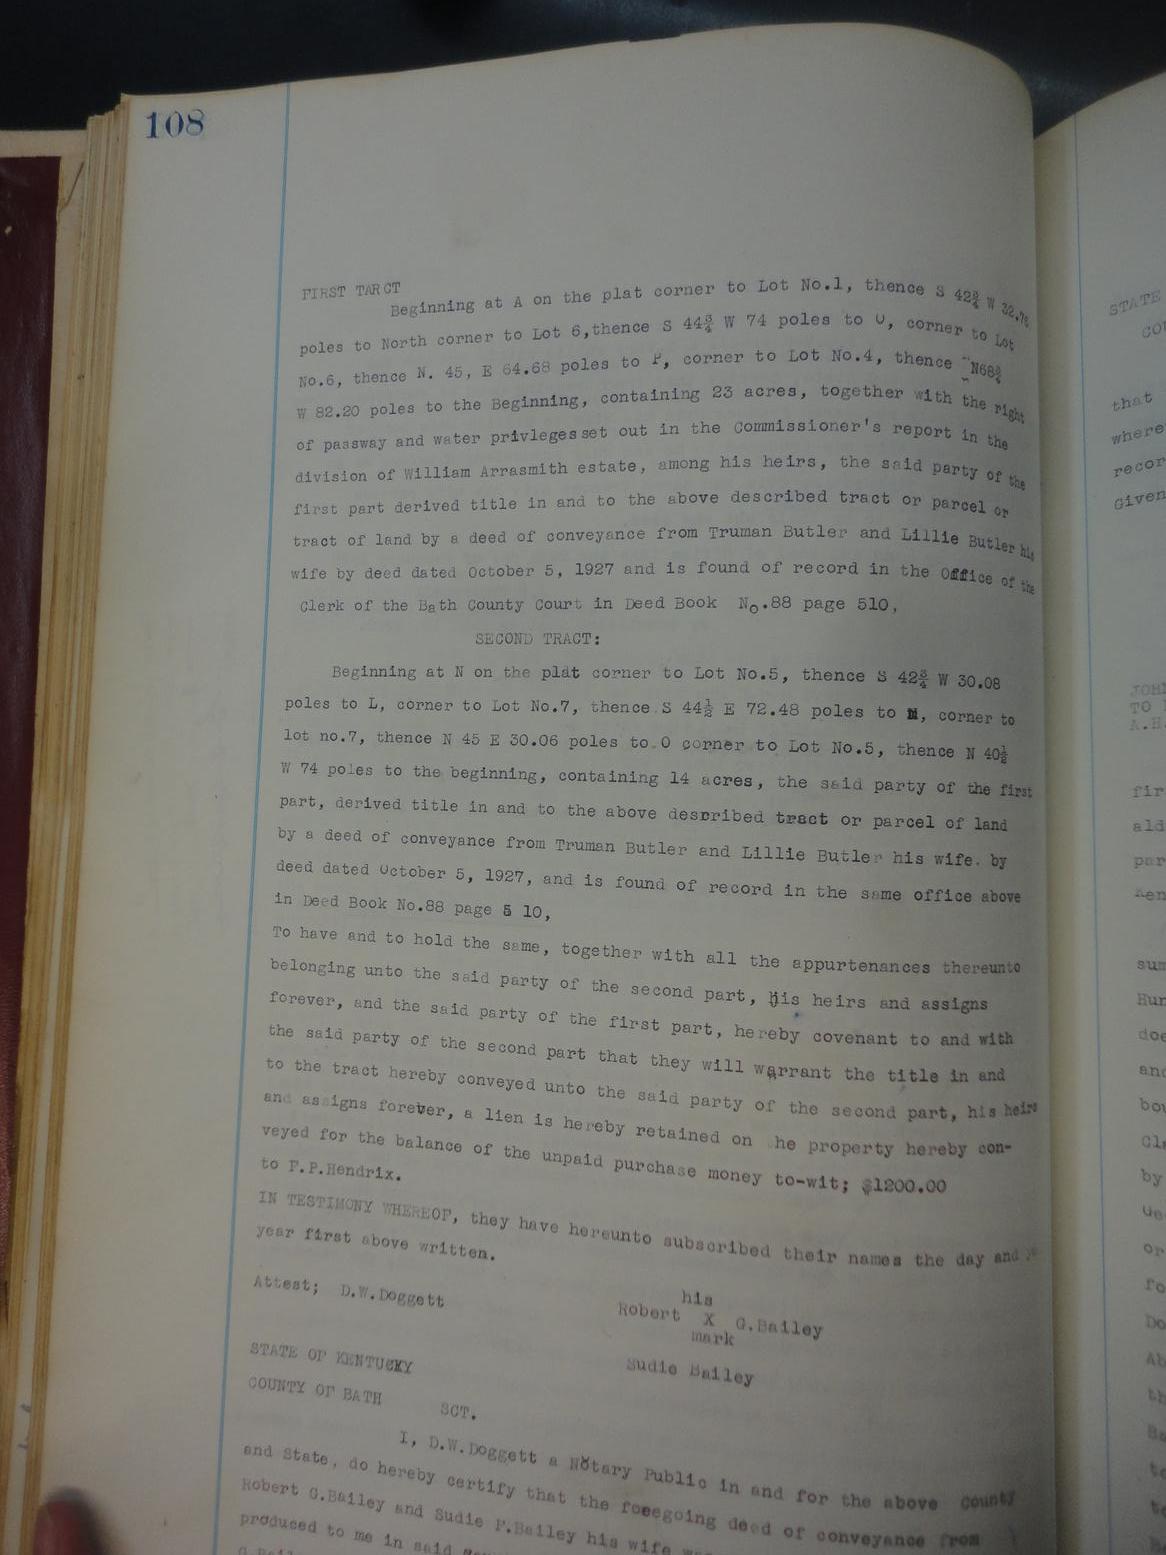 108
FIRST TARCT
Beginning at A on the plat corner to Lot No.1, thence S 42¾ W 32.76
poles to North corner to Lot 6,thence S 44¾ W 74 poles to O, corner to Lot
No.6, thence N. 45, E 64.68 poles to P, corner to Lot No.4, thence N68¾
W 82.20 poles to the Beginning, containing 23 acres, together with the right
of passway and water privleges set out in the Commissioner's report in the
division of William Arrasmith estate, among his heirs, the said party of the
first part derived title in and to the above described tract or parcel or
tract of land by a deed of conveyance from Truman Butler and Lillie Butler his
wife by deed dated October 5, 1927 and is found of record in the Office of the
Clerk of the Bath County Court in Deed Book No.88 page 510,
SECOND TRACT:
Beginning at N on the plat corner to Lot No.5, thence S 42¾ W 30.08
poles to L, corner to Lot No.7, thence S 44½ E 72.48 poles to M, corner to
lot no.7, thence N 45 E 30.06 poles to O corner to Lot No.5, thence N 40½
W 74 poles to the beginning, containing 14 acres, the said party of the first
part, derived title in and to the above described tract or parcel of land
by a deed of conveyance from Truman Butler and Lillie Butler his wife. by
deed dated October 5, 1927, and is found of record in the same office above
in Deed Book No.88 page 5 10,
To have and to hold the same, together with all the appurtenances thereunto
belonging unto the said party of the second part, his heirs and assigns
forever, and the said party of the first part, hereby covenant to and with
the said party of the second part that they will warrant the title in and
to the tract hereby conveyed unto the said party of the second part, his heirs
and assigns forever, a lien is hereby retained on he property hereby con-
veyed for the balance of the unpaid purchase money to-wit; $1200.00
to F.P.Hendrix.
IN TESTIMONY WHEREOF, they have hereunto subscribed their names the day and
year first above written.
Attest; D.W.Doggett
his
Robert X G.Bailey
mark
Sudie Bailey
STATE OF KENTUCKY
COUNTY OF BATH SCT.
I, D.W.Doggett a Notary Public in and for the above County
and State, do hereby certify that the foregoing deed of conveyance from
Robert G.Bailey and Sudie P.Bailey his wife
produced to me in said
STATE
that
where
recor
Given
JOHN
TO
A.H.
fir
ald
par
sum
Hur
doe
and
bou
Cla
by
or
fo